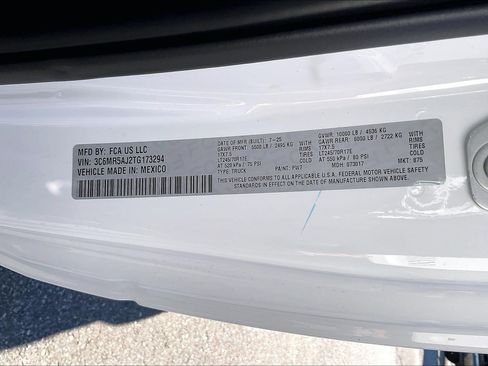 MFD BY: FCA US LLC
VIN: 3C6MR5AJ2TG173294
VEHICLE MADE IN: MEXICO
DATE OF MFR (BUILT): 7-25
GAWR FRONT 5500 LB / 2495 KG
17X7.5 RIMS
LT245/70R17E TIRES
AT 520 kPa / 75 PSI COLD
TYPE: TRUCK PAINT: PW7
GVWR: 10000 LB / 4536 KG
GAWR REAR: 6000 LB / 2722 KG
17X7.5 RIMS
LT245/70R17E TIRES
AT 550 kPa / 80 PSI COLD
MDH: 073017 MKT: 875
THIS VEHICLE CONFORMS TO ALL APPLICABLE U.S.A. FEDERAL MOTOR VEHICLE SAFETY
STANDARDS IN EFFECT ON THE DATE OF MANUFACTURE SHOWN ABOVE